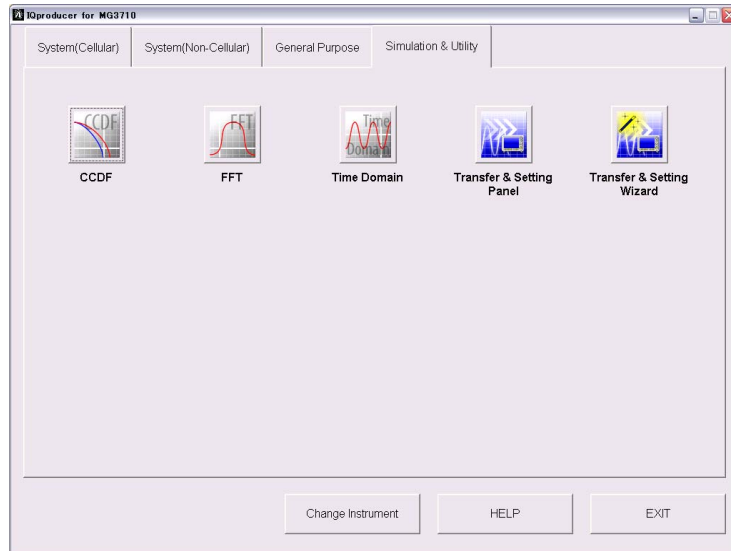 IQproducer for MG3710
System(Cellular)
System(Non-Cellular)
General Purpose
Simulation & Utility
CCDF
FFT
Time
Domain
CCDF
FFT
Time Domain
Transfer & Setting
Panel
Transfer & Setting
Wizard
Change Instrument
HELP
EXIT